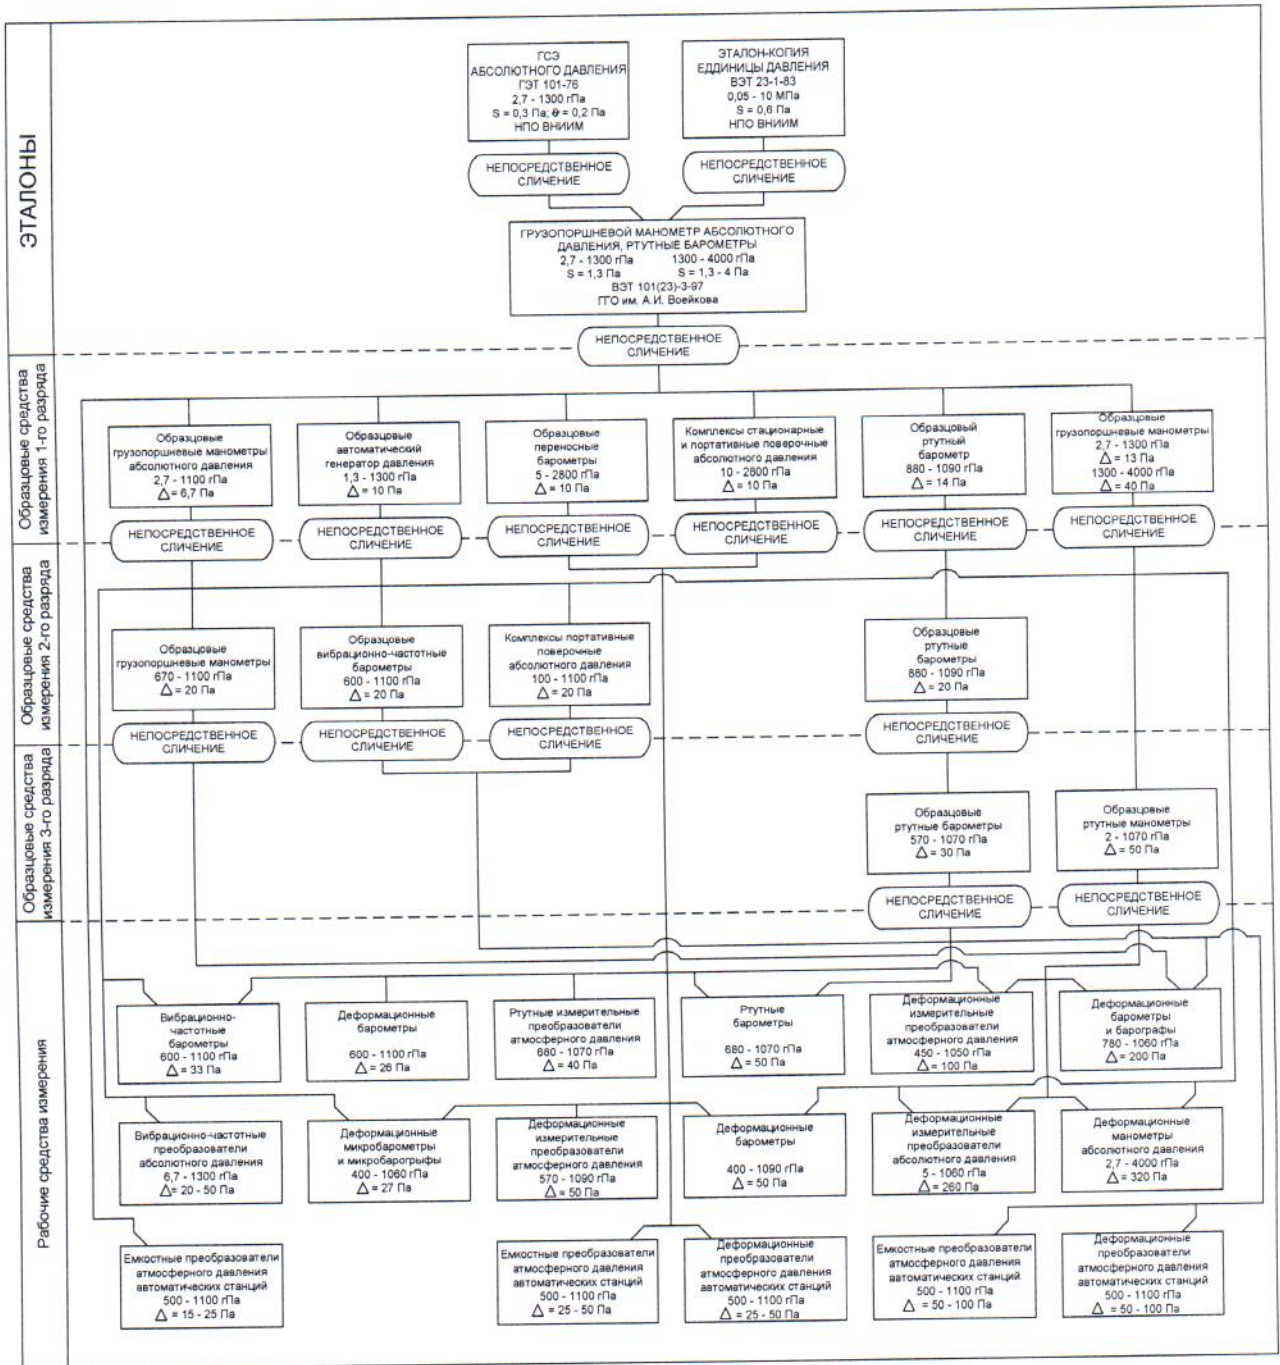 ЭТАЛОНЫ
ГСЭ
АБСОЛЮТНОГО ДАВЛЕНИЯ
ГЭТ 101-76
2,7 - 1300 гПа
S = 0,3 Па; θ = 0,2 Па
НПО ВНИИМ
ЭТАЛОН-КОПИЯ
ЕДДИНИЦЫ ДАВЛЕНИЯ
ВЭТ 23-1-83
0,05 - 10 МПа
S = 0,6 Па
НПО ВНИИМ
НЕПОСРЕДСТВЕННОЕ
СЛИЧЕНИЕ
НЕПОСРЕДСТВЕННОЕ
СЛИЧЕНИЕ
ГРУЗОПОРШНЕВОЙ МАНОМЕТР АБСОЛЮТНОГО
ДАВЛЕНИЯ, РТУТНЫЕ БАРОМЕТРЫ
2,7 - 1300 гПа 1300 - 4000 гПа
S = 1,3 Па S = 1,3 - 4 Па
ВЭТ 101(23)-3-97
ГГО им. А.И. Воейкова
НЕПОСРЕДСТВЕННОЕ
СЛИЧЕНИЕ
Образцовые средства
измерения 1-го разряда
Образцовые
грузопоршневые манометры
абсолютного давления
2,7 - 1100 гПа
△ = 6,7 Па
Образцовые
автоматический
генератор давления
1,3 - 1300 гПа
△ = 10 Па
Образцовые
переносные
барометры
5 - 2800 гПа
△ = 10 Па
Комплексы стационарные
и портативные поверочные
абсолютного давления
10 - 2800 гПа
△ = 10 Па
Образцовый
ртутный
барометр
880 - 1090 гПа
△ = 14 Па
Образцовые
грузопоршневые манометры
2,7 - 1300 гПа
△ = 13 Па
1300 - 4000 гПа
△ = 40 Па
НЕПОСРЕДСТВЕННОЕ
СЛИЧЕНИЕ
НЕПОСРЕДСТВЕННОЕ
СЛИЧЕНИЕ
НЕПОСРЕДСТВЕННОЕ
СЛИЧЕНИЕ
НЕПОСРЕДСТВЕННОЕ
СЛИЧЕНИЕ
НЕПОСРЕДСТВЕННОЕ
СЛИЧЕНИЕ
НЕПОСРЕДСТВЕННОЕ
СЛИЧЕНИЕ
Образцовые средства
измерения 2-го разряда
Образцовые
грузопоршневые манометры
670 - 1100 гПа
△ = 20 Па
Образцовые
вибрационно-частотные
барометры
600 - 1100 гПа
△ = 20 Па
Комплексы портативные
поверочные
абсолютного давления
100 - 1100 гПа
△ = 20 Па
Образцовые
ртутные
барометры
880 - 1090 гПа
△ = 20 Па
НЕПОСРЕДСТВЕННОЕ
СЛИЧЕНИЕ
НЕПОСРЕДСТВЕННОЕ
СЛИЧЕНИЕ
НЕПОСРЕДСТВЕННОЕ
СЛИЧЕНИЕ
НЕПОСРЕДСТВЕННОЕ
СЛИЧЕНИЕ
Образцовые средства
измерения 3-го разряда
Образцовые
ртутные барометры
570 - 1070 гПа
△ = 30 Па
Образцовые
ртутные манометры
2 - 1070 гПа
△ = 50 Па
НЕПОСРЕДСТВЕННОЕ
СЛИЧЕНИЕ
НЕПОСРЕДСТВЕННОЕ
СЛИЧЕНИЕ
Рабочие средства измерения
Вибрационно-
частотные
барометры
600 - 1100 гПа
△ = 33 Па
Деформационные
барометры
600 - 1100 гПа
△ = 26 Па
Ртутные измерительные
преобразователи
атмосферного давления
680 - 1070 гПа
△ = 40 Па
Ртутные
барометры
680 - 1070 гПа
△ = 50 Па
Деформационные
измерительные
преобразователи
атмосферного давления
450 - 1050 гПа
△ = 100 Па
Деформационные
барометры
и барографы
780 - 1060 гПа
△ = 200 Па
Вибрационно-частотные
преобразователи
абсолютного давления
6,7 - 1300 гПа
△= 20 - 50 Па
Деформационные
микробарометры
и микробарогрыфы
400 - 1060 гПа
△ = 27 Па
Деформационные
измерительные
преобразователи
атмосферного давления
570 - 1090 гПа
△ = 50 Па
Деформационные
барометры
400 - 1090 гПа
△ = 50 Па
Деформационные
измерительные
преобразователи
абсолютного давления
5 - 1060 гПа
△ = 260 Па
Деформационные
манометры
абсолютного давления
2,7 - 4000 гПа
△ = 320 Па
Емкостные преобразователи
атмосферного давления
автоматических станций
500 - 1100 гПа
△ = 15 - 25 Па
Емкостные преобразователи
атмосферного давления
автоматических станций
500 - 1100 гПа
△ = 25 - 50 Па
Деформационные
преобразователи
атмосферного давления
автоматических станций
500 - 1100 гПа
△ = 25 - 50 Па
Емкостные преобразователи
атмосферного давления
автоматических станций
500 - 1100 гПа
△ = 50 - 100 Па
Деформационные
преобразователи
атмосферного давления
автоматических станций
500 - 1100 гПа
△ = 50 - 100 Па